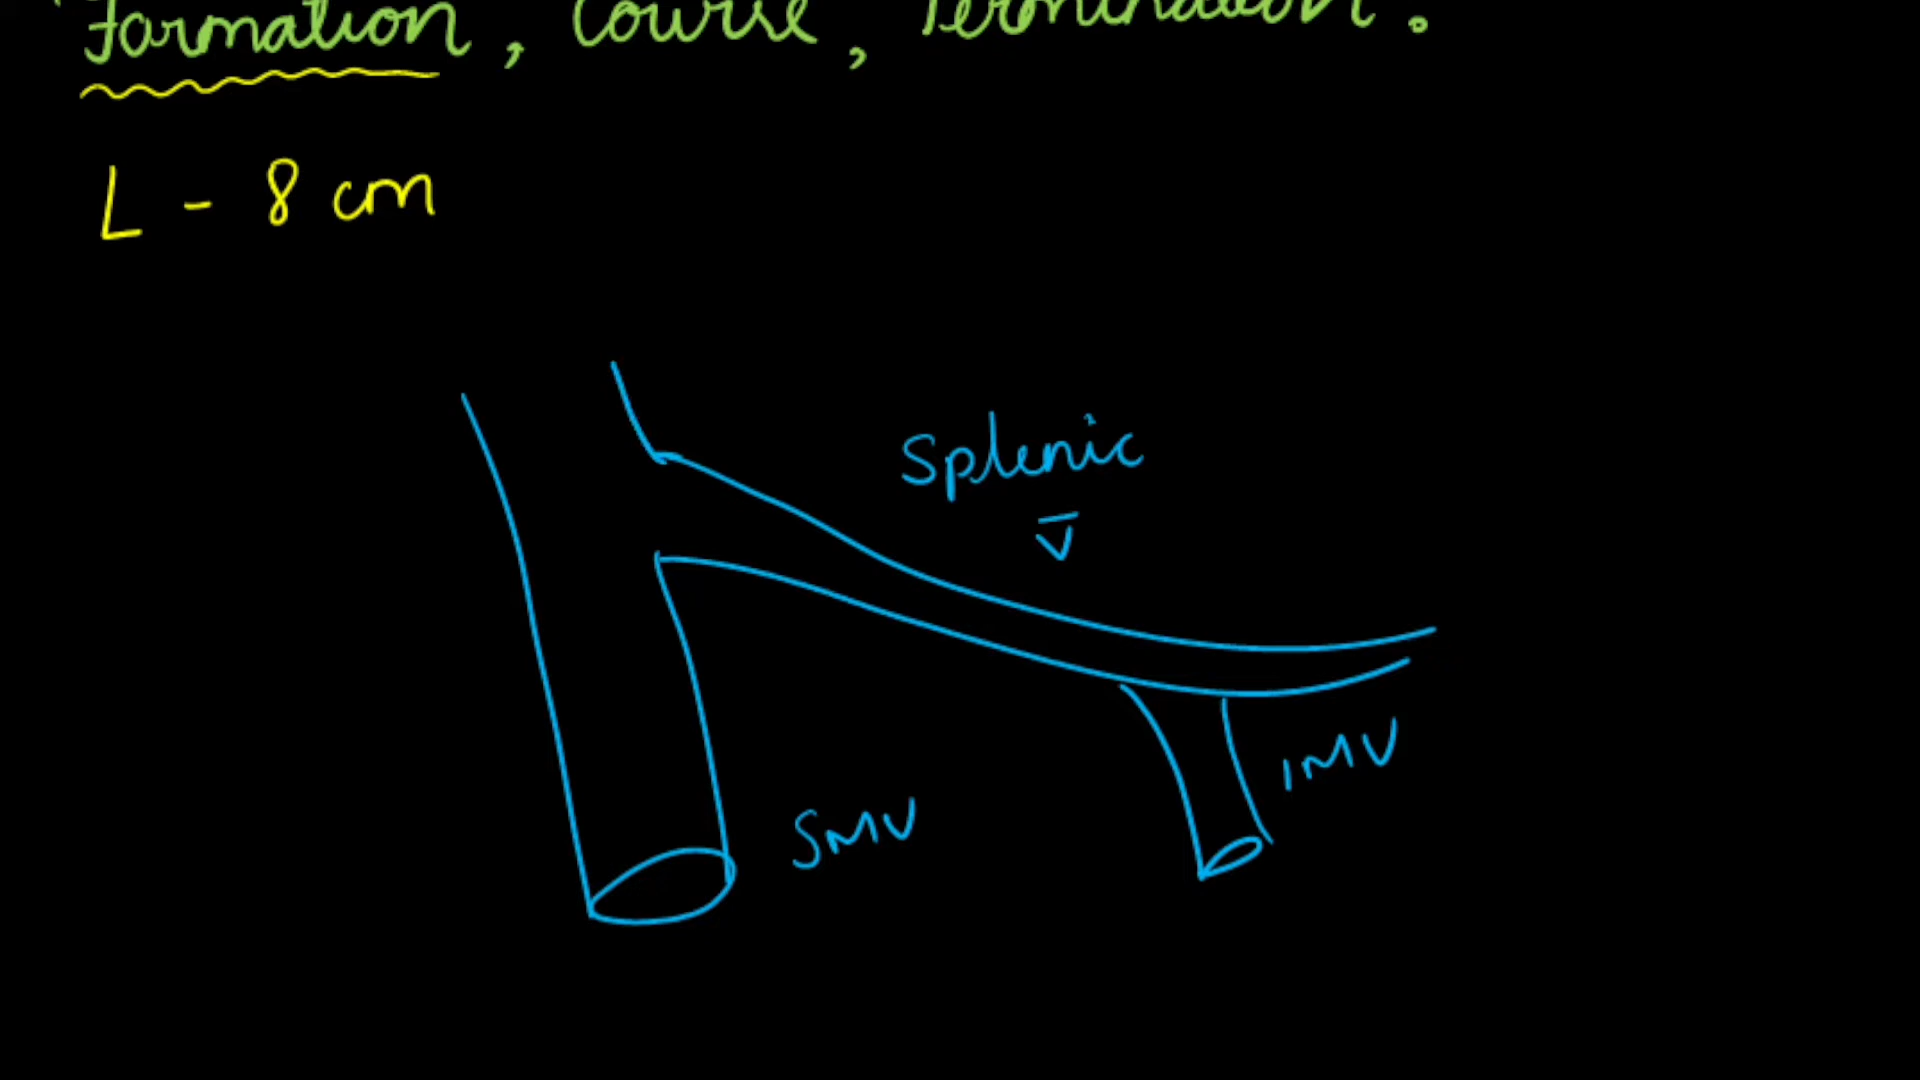 Formation, Course, Termination.
L - 8 cm
Splenic
V
SMV
IMV